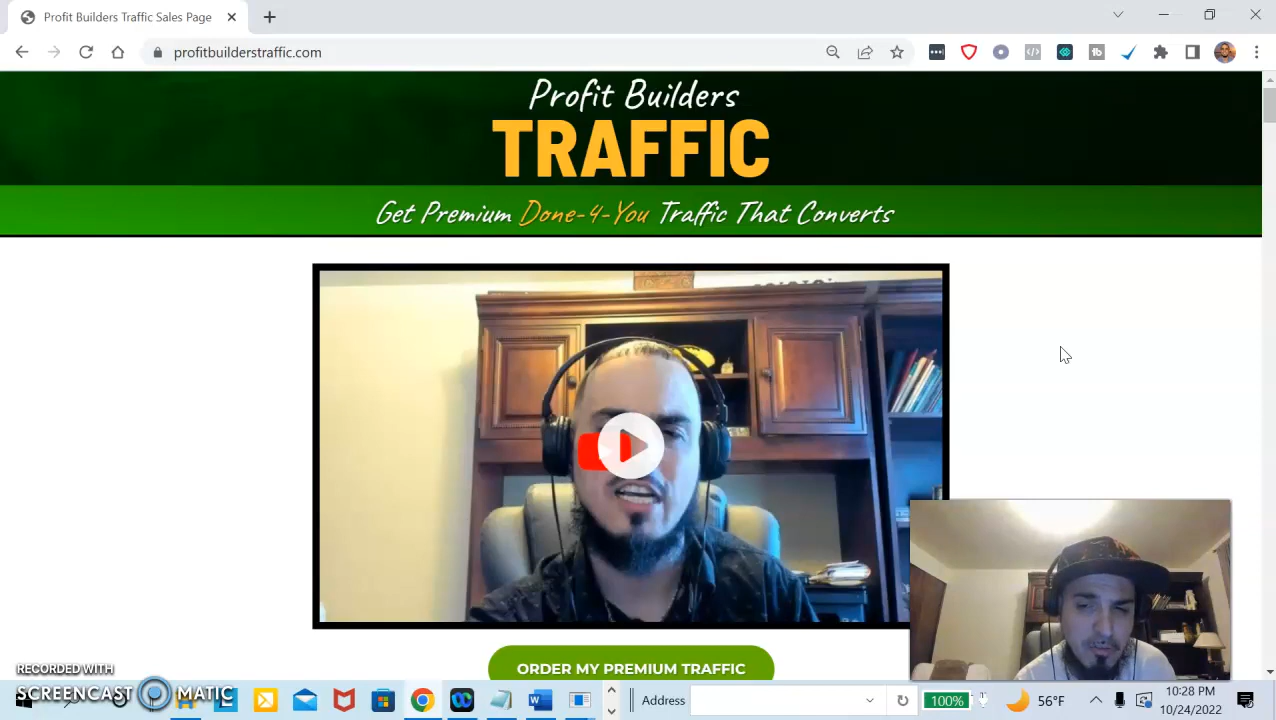 Profit Builders Traffic Sales Page
profitbuilderstraffic.com
Profit Builders
TRAFFIC
Get Premium Done-4-You Traffic That Converts
ORDER MY PREMIUM TRAFFIC
RECORDED WITH
SCREENCAST MATIC
Address
100%
56°F
10:28 PM
10/24/2022